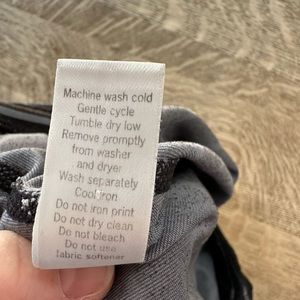 Machine wash cold
Gentle cycle
Tumble dry low
Remove promptly
from washer
and dryer
Wash separately
Cool iron
Do not iron print
Do not dry clean
Do not bleach
Do not use
fabric softener